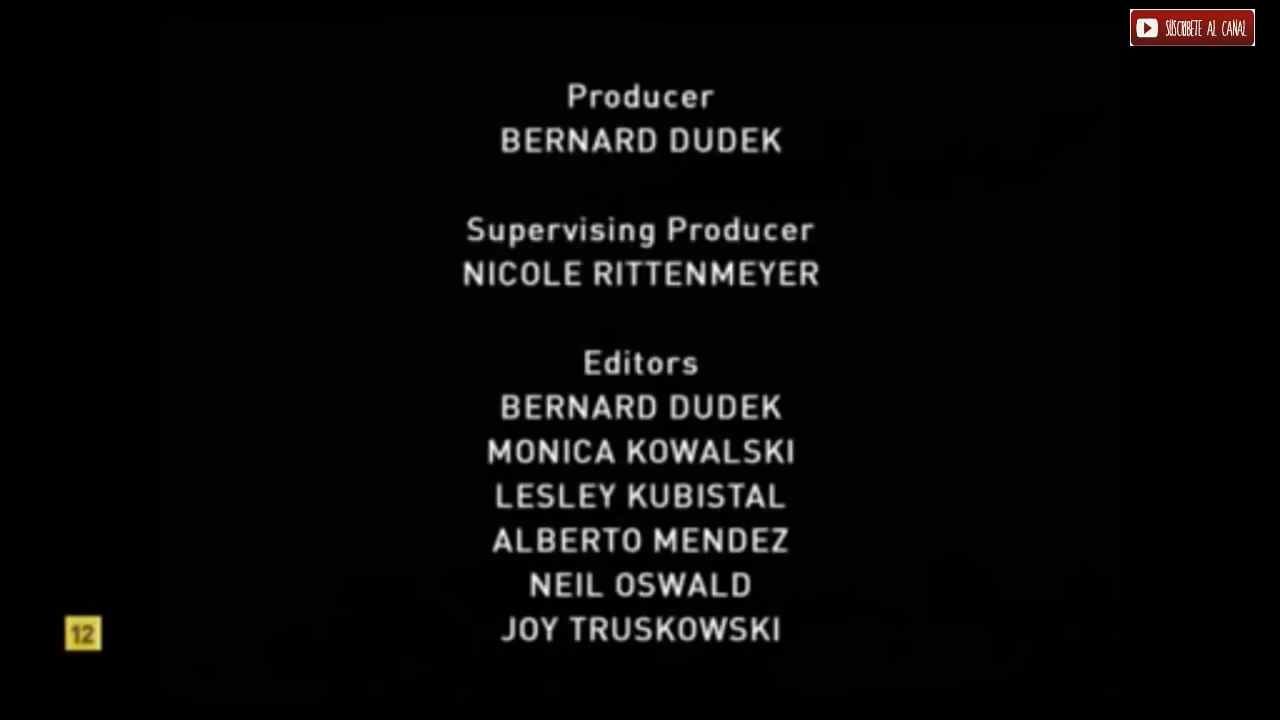 SUSCRIBETE AL CANAL
Producer
BERNARD DUDEK
Supervising Producer
NICOLE RITTENMEYER
Editors
BERNARD DUDEK
MONICA KOWALSKI
LESLEY KUBISTAL
ALBERTO MENDEZ
NEIL OSWALD
JOY TRUSKOWSKI
12